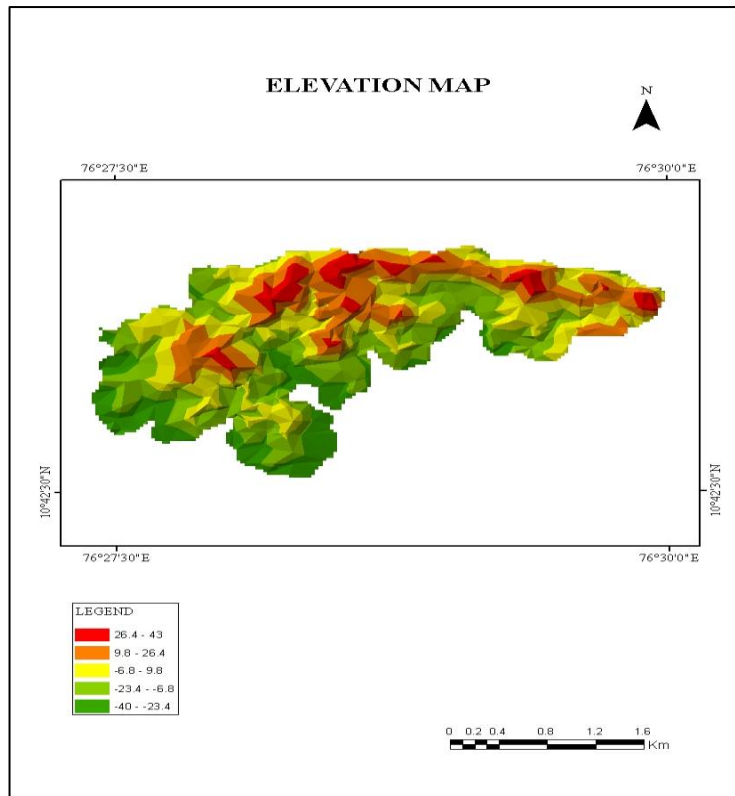 ELEVATION MAP
N
76°27'30"E
76°30'0"E
10°42'30"N
10°42'30"N
76°27'30"E
76°30'0"E
LEGEND
26.4 - 43
9.8 - 26.4
-6.8 - 9.8
-23.4 - -6.8
-40 - -23.4
0 0.2 0.4 0.8 1.2 1.6
Km